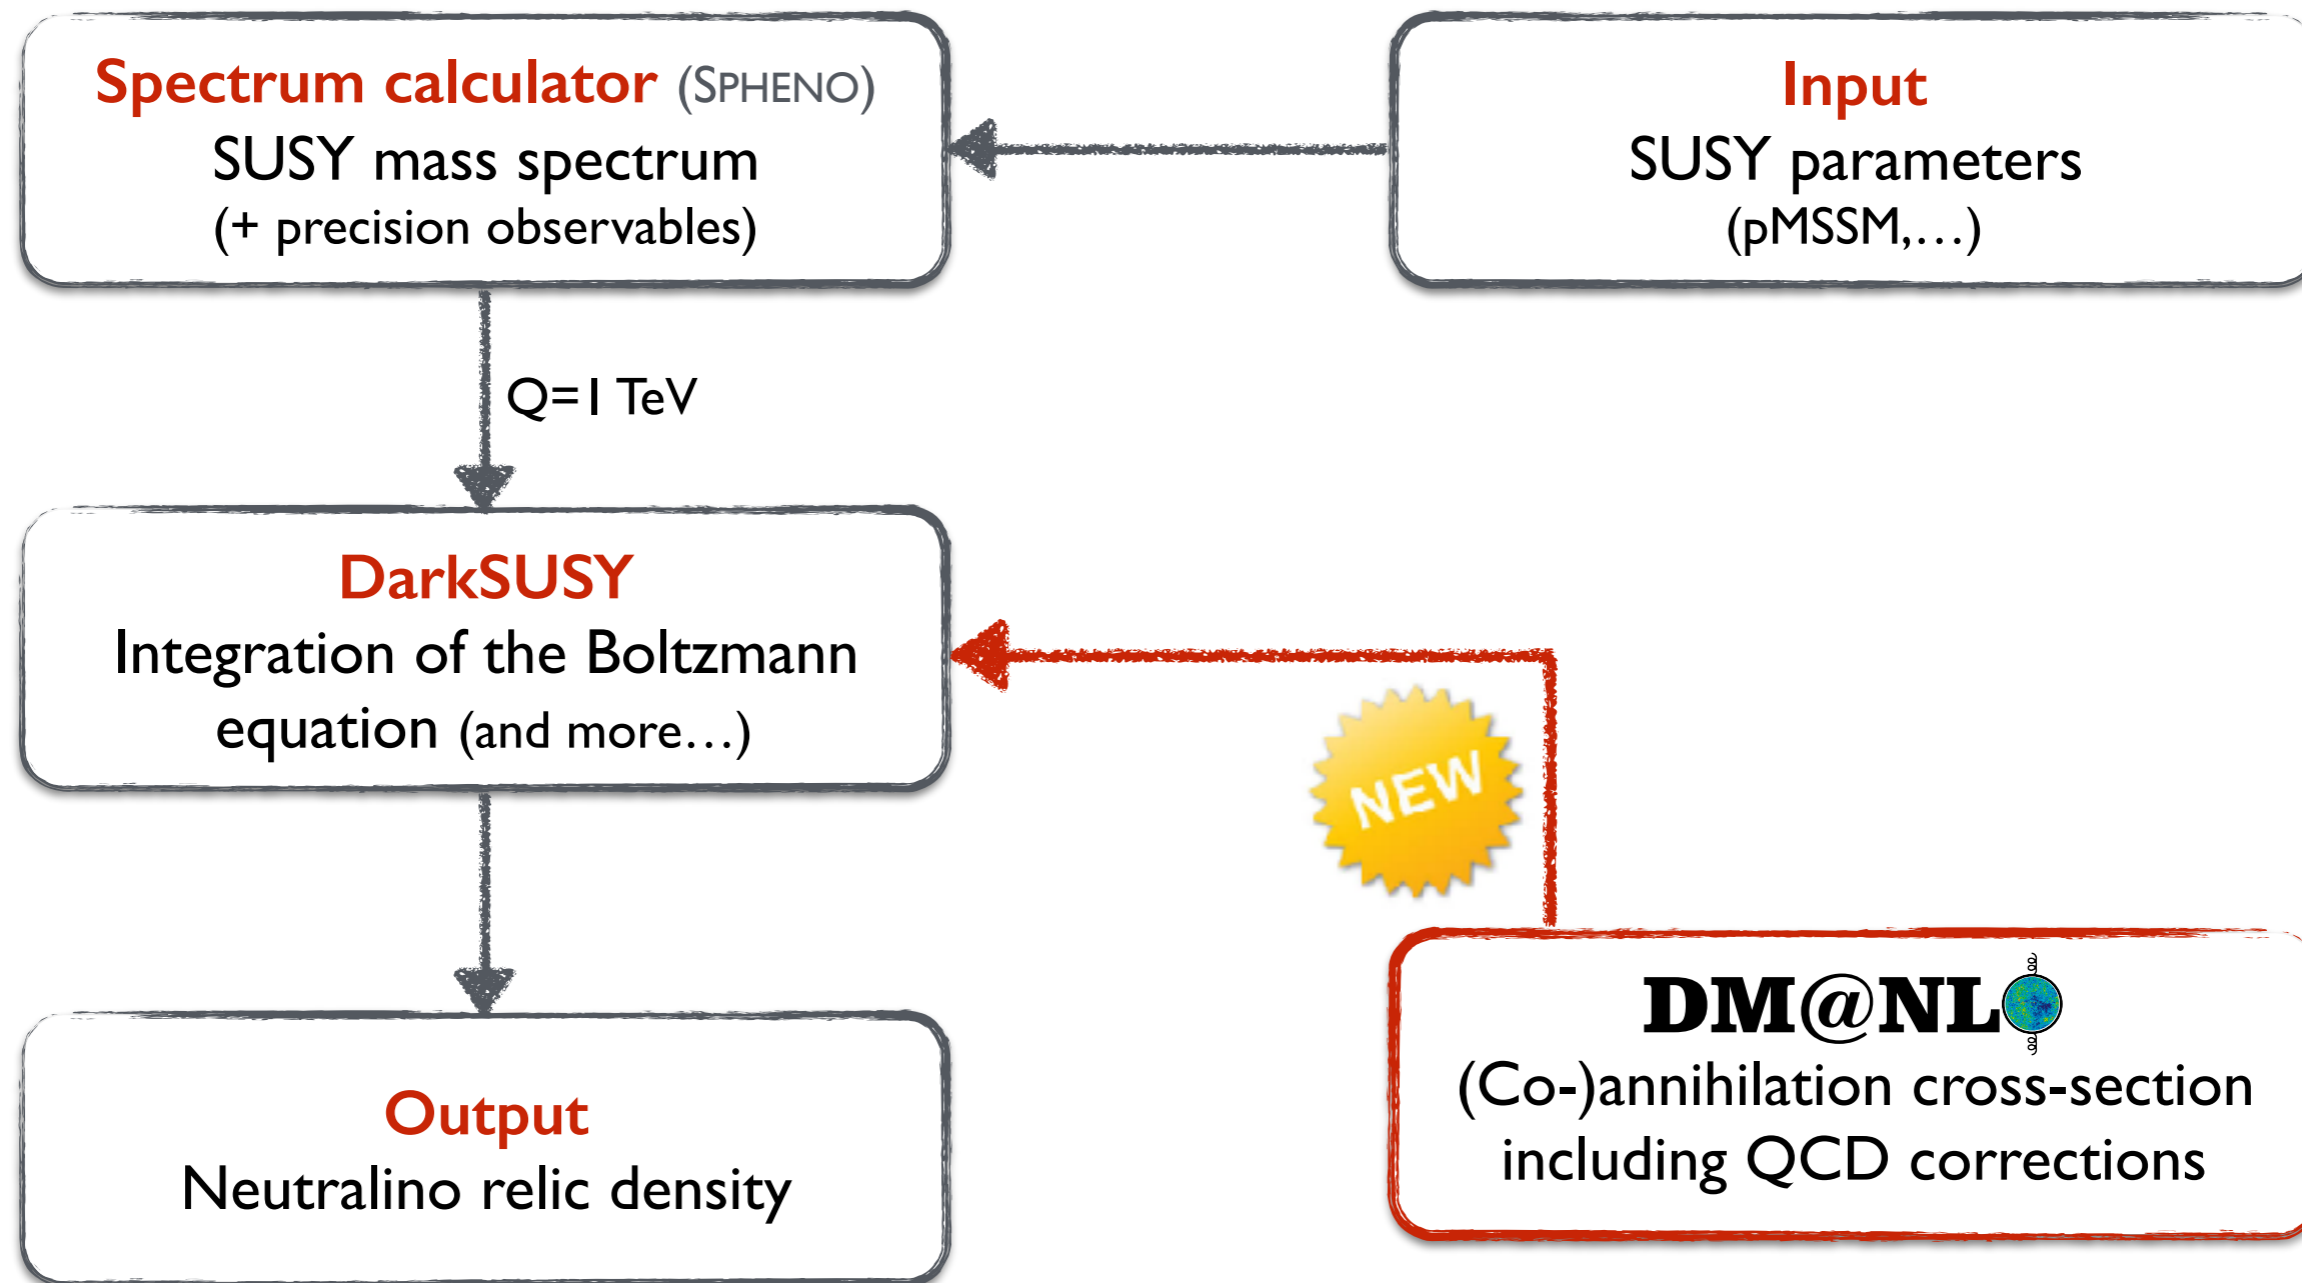 Spectrum calculator (SPHENO)
SUSY mass spectrum
(+ precision observables)
Input
SUSY parameters
(pMSSM,…)
Q=1 TeV
DarkSUSY
Integration of the Boltzmann
equation (and more…)
NEW
Output
Neutralino relic density
DM@NLO
(Co-)annihilation cross-section
including QCD corrections